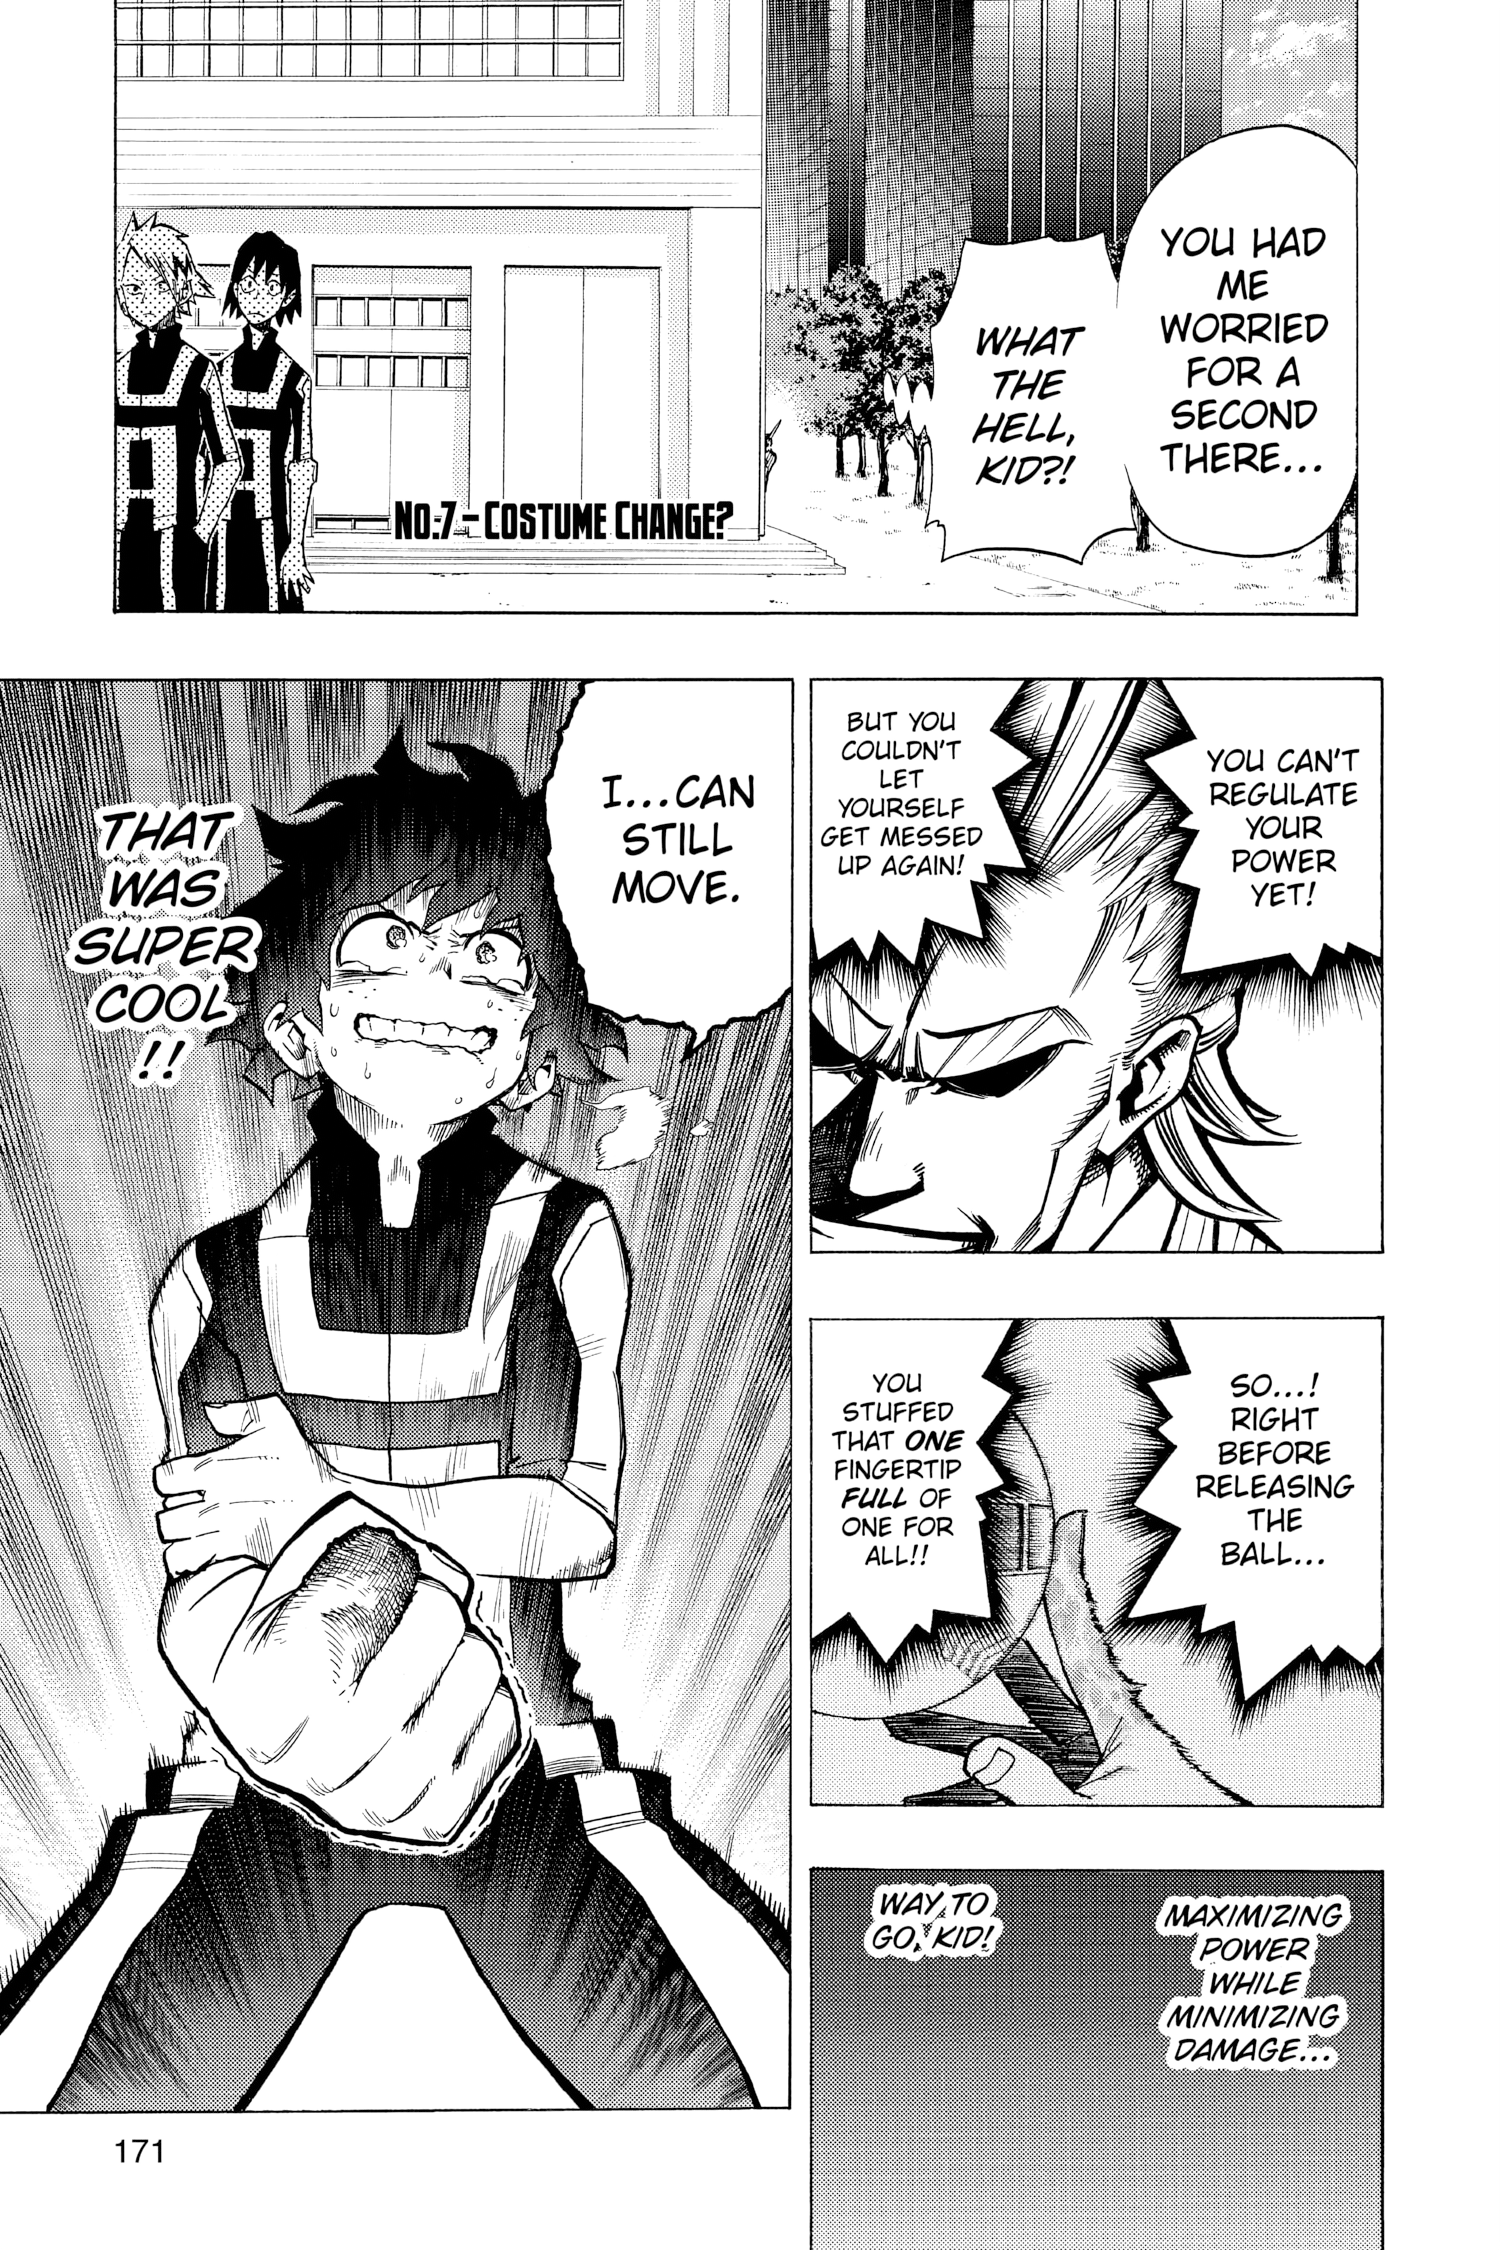 YOU HAD
ME
WORRIED
FOR A
SECOND
THERE...
WHAT
THE
HELL,
KID?!
NO.7 – COSTUME CHANGE?
YOU CAN'T
REGULATE
YOUR
POWER
YET!
BUT YOU
COULDN'T
LET
YOURSELF
GET MESSED
UP AGAIN!
SO...!
RIGHT
BEFORE
RELEASING
THE
BALL...
YOU
STUFFED
THAT ONE
FINGERTIP
FULL OF
ONE FOR
ALL!!
MAXIMIZING
POWER
WHILE
MINIMIZING
DAMAGE...
WAY TO
GO, KID!
I...CAN
STILL
MOVE.
THAT
WAS
SUPER
COOL
!!
171